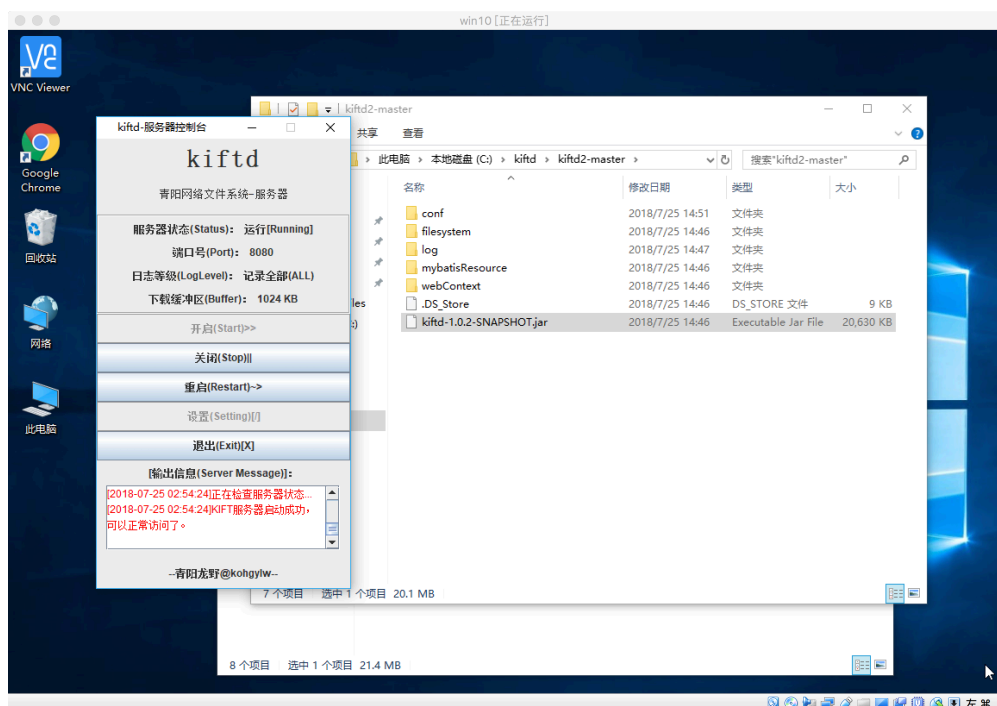 win10 [正在运行]
VNC Viewer
Google
Chrome
回收站
网络
此电脑
kiftd2-master
共享
查看
此电脑 › 本地磁盘 (C:) › kiftd › kiftd2-master ›
搜索"kiftd2-master"
名称
修改日期
类型
大小
conf
2018/7/25 14:51
文件夹
filesystem
2018/7/25 14:46
文件夹
log
2018/7/25 14:47
文件夹
mybatisResource
2018/7/25 14:46
文件夹
webContext
2018/7/25 14:46
文件夹
.DS_Store
2018/7/25 14:46
DS_STORE 文件
9 KB
kiftd-1.0.2-SNAPSHOT.jar
2018/7/25 14:46
Executable Jar File
20,630 KB
7 个项目
选中 1 个项目 20.1 MB
8 个项目
选中 1 个项目 21.4 MB
kiftd-服务器控制台
kiftd
青阳网络文件系统-服务器
服务器状态(Status)： 运行[Running]
端口号(Port)： 8080
日志等级(LogLevel)： 记录全部(ALL)
下载缓冲区(Buffer)： 1024 KB
开启(Start)>>
关闭(Stop)||
重启(Restart)~>
设置(Setting)[/]
退出(Exit)[X]
[输出信息(Server Message)]：
[2018-07-25 02:54:24]正在检查服务器状态...
[2018-07-25 02:54:24]KIFT服务器启动成功，
可以正常访问了。
--青阳龙野@kohgylw--
左 ⌘